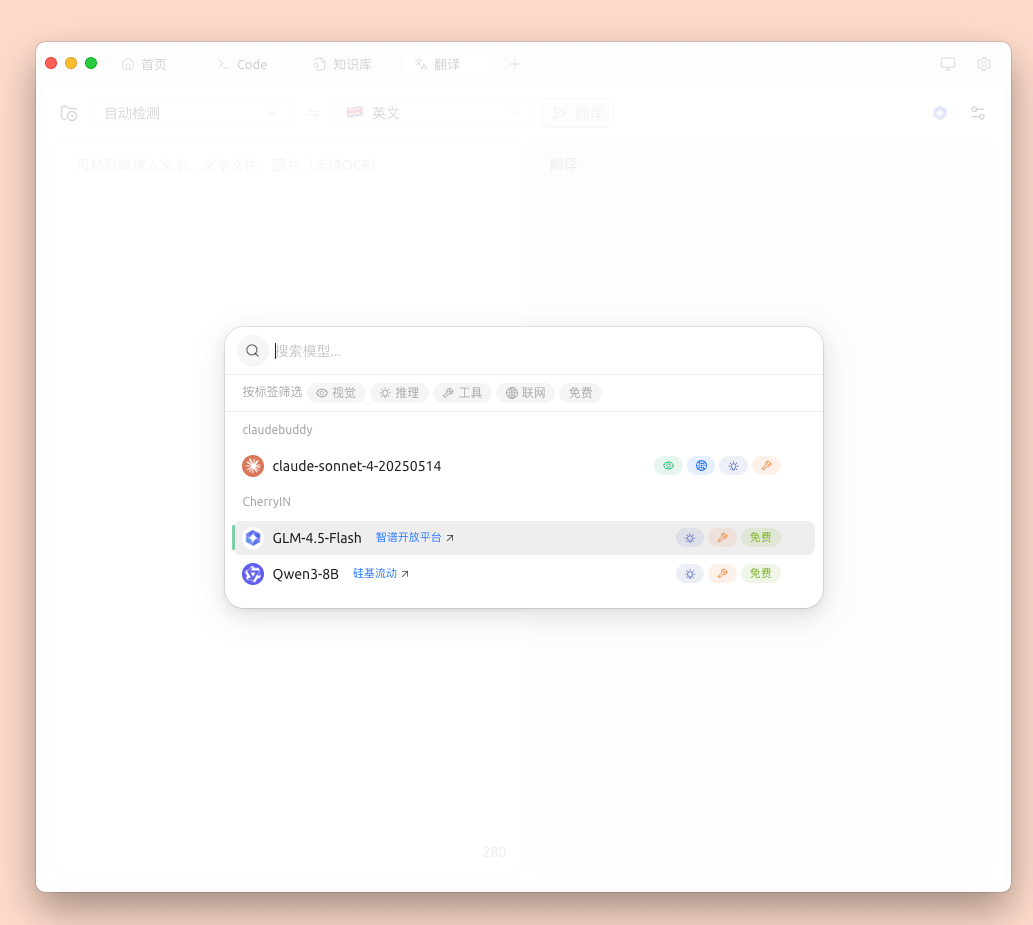 首页 Code 知识库 翻译
自动检测 英文 翻译
可粘贴或拖入文本、文本文件、图片（支持OCR） 翻译
搜索模型...
按标签筛选 视觉 推理 工具 联网 免费
claudebuddy
claude-sonnet-4-20250514
CherryIN
GLM-4.5-Flash 智谱开放平台 免费
Qwen3-8B 硅基流动 免费
280